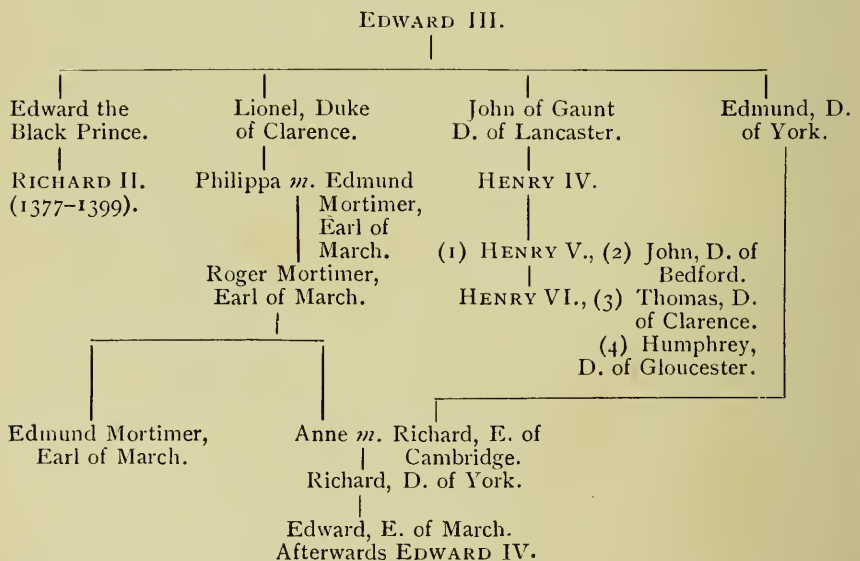 EDWARD III.
Edward the Black Prince.
Lionel, Duke of Clarence.
John of Gaunt D. of Lancaster.
Edmund, D. of York.
RICHARD II. (1377-1399).
Philippa m. Edmund Mortimer, Earl of March.
HENRY IV.
(1) HENRY V., (2) John, D. of Bedford.
HENRY VI., (3) Thomas, D. of Clarence.
(4) Humphrey, D. of Gloucester.
Roger Mortimer, Earl of March.
Edmund Mortimer, Earl of March.
Anne m. Richard, E. of Cambridge.
Richard, D. of York.
Edward, E. of March.
Afterwards EDWARD IV.